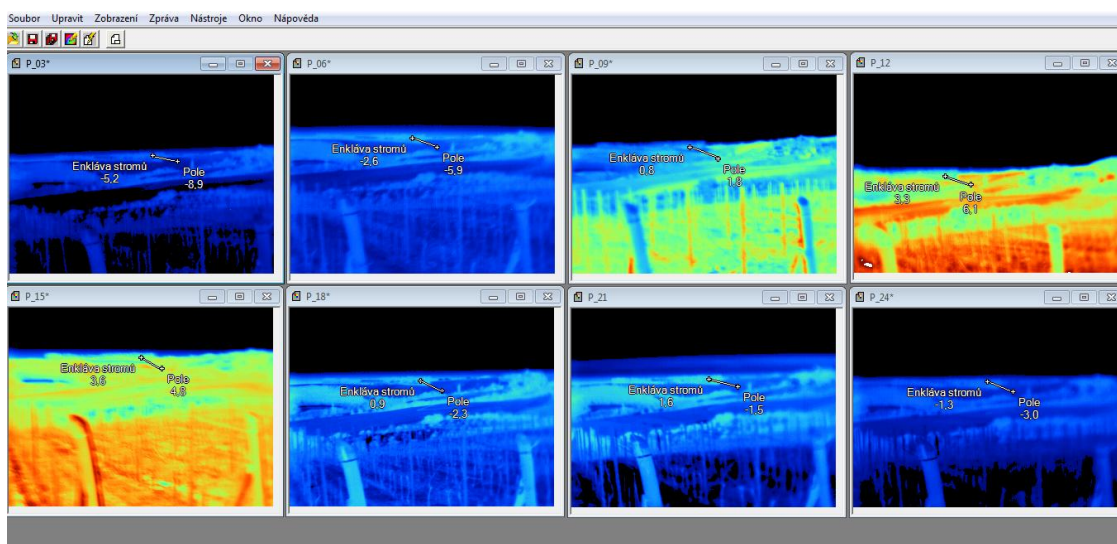 Soubor Upravit Zobrazení Zpráva Nástroje Okno Nápověda
P_03*
Enkláva stromů
-5,2
Pole
-8,9
P_06*
Enkláva stromů
-2,6
Pole
-5,9
P_09*
Enkláva stromů
0,8
Pole
1,8
P_12
Enkláva stromů
3,3
Pole
6,1
P_15*
Enkláva stromů
3,6
Pole
4,8
P_18*
Enkláva stromů
0,9
Pole
-2,3
P_21
Enkláva stromů
1,6
Pole
-1,5
P_24*
Enkláva stromů
-1,3
Pole
-3,0